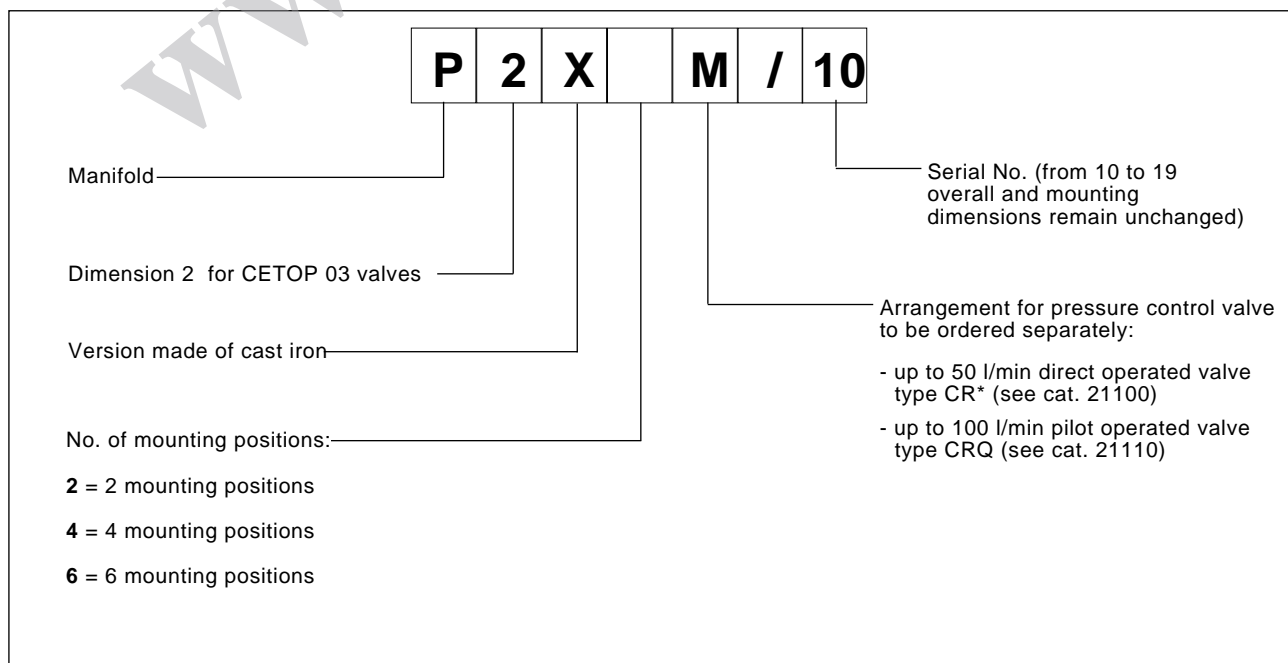 WW
P 2 X M / 10
Manifold
Serial No. (from 10 to 19
overall and mounting
dimensions remain unchanged)
Dimension 2 for CETOP 03 valves
Arrangement for pressure control valve
to be ordered separately:
Version made of cast iron
- up to 50 l/min direct operated valve
type CR* (see cat. 21100)
- up to 100 l/min pilot operated valve
type CRQ (see cat. 21110)
No. of mounting positions:
2 = 2 mounting positions
4 = 4 mounting positions
6 = 6 mounting positions